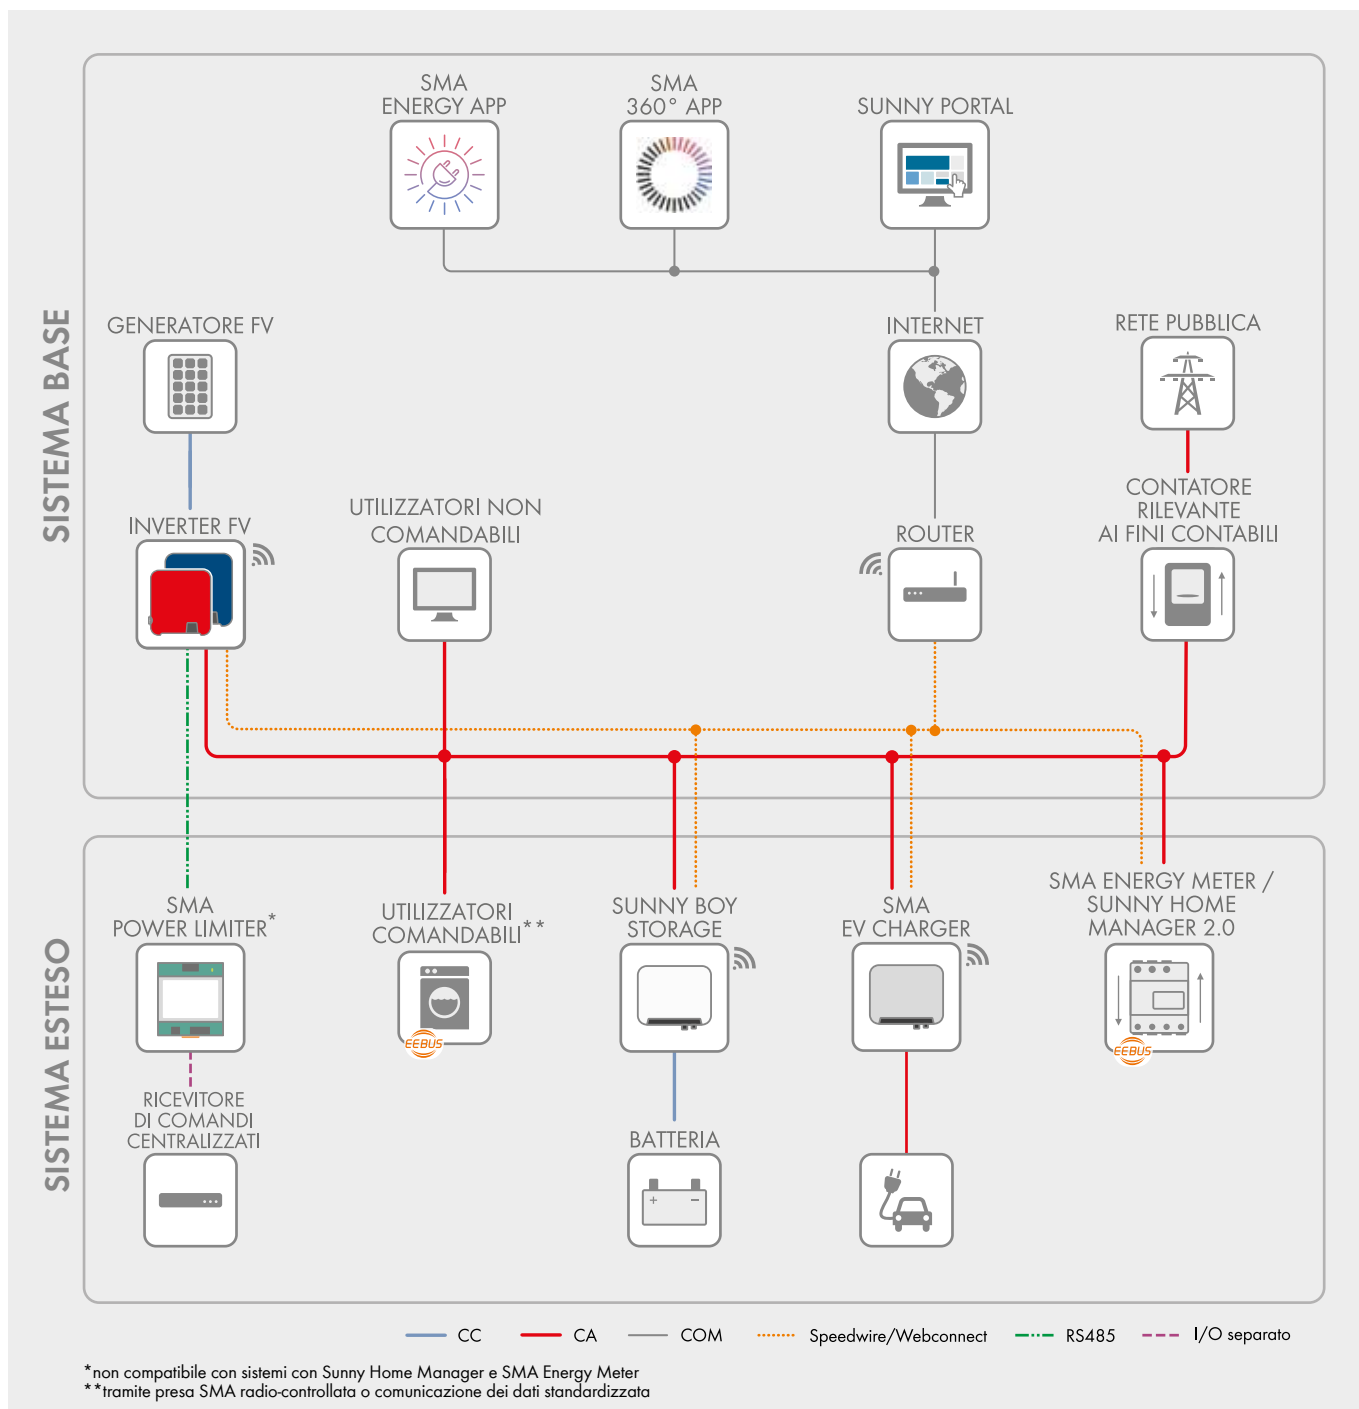 SISTEMA BASE
SMA
ENERGY APP
SMA
360° APP
SUNNY PORTAL
GENERATORE FV
INTERNET
RETE PUBBLICA
INVERTER FV
UTILIZZATORI NON
COMANDABILI
ROUTER
CONTATORE
RILEVANTE
AI FINI CONTABILI
SISTEMA ESTESO
SMA
POWER LIMITER*
UTILIZZATORI
COMANDABILI**
EEBUS
SUNNY BOY
STORAGE
SMA
EV CHARGER
SMA ENERGY METER /
SUNNY HOME
MANAGER 2.0
EEBUS
RICEVITORE
DI COMANDI
CENTRALIZZATI
BATTERIA
+ −
CC
CA
COM
Speedwire/Webconnect
RS485
I/O separato
*non compatibile con sistemi con Sunny Home Manager e SMA Energy Meter
**tramite presa SMA radio-controllata o comunicazione dei dati standardizzata